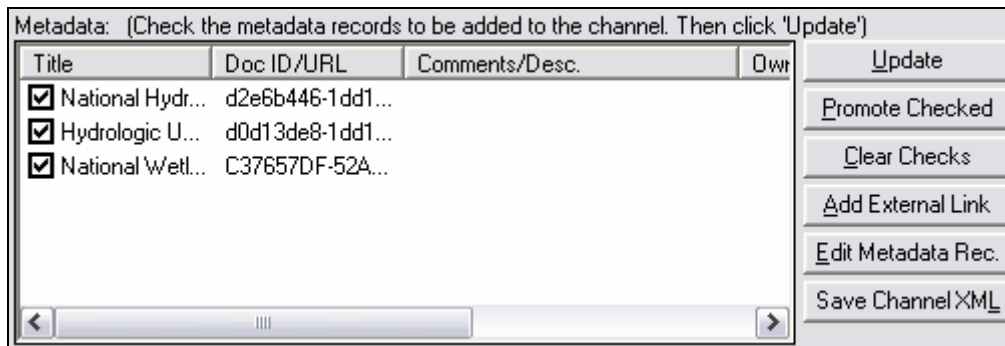 Metadata: (Check the metadata records to be added to the channel. Then click 'Update')
Title Doc ID/URL Comments/Desc. Owr
National Hydr... d2e6b446-1dd1...
Hydrologic U... d0d13de8-1dd1...
National Wetl... C37657DF-52A...
Update
Promote Checked
Clear Checks
Add External Link
Edit Metadata Rec.
Save Channel XML